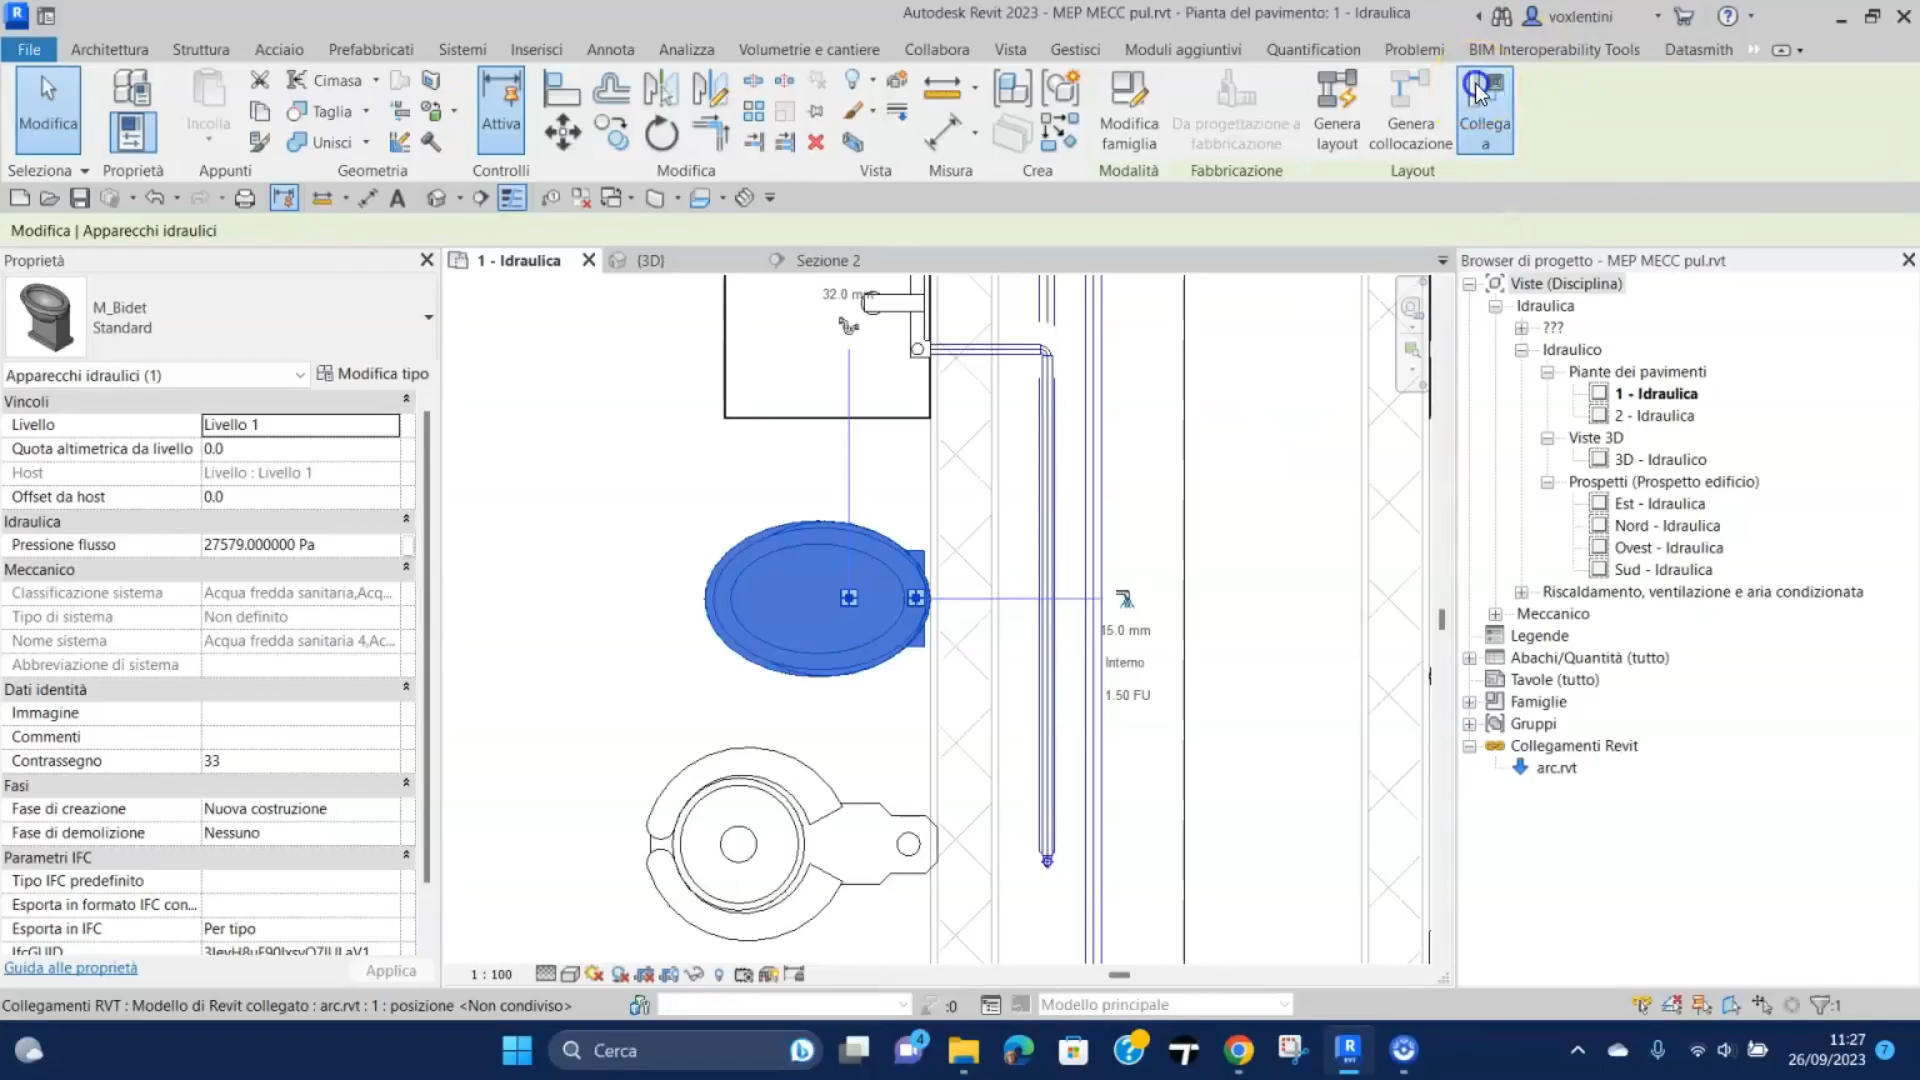 Autodesk Revit 2023 - MEP MECC pul.rvt - Pianta del pavimento: 1 - Idraulica
voxlentini
File
Architettura
Struttura
Acciaio
Prefabbricati
Sistemi
Inserisci
Annota
Analizza
Volumetrie e cantiere
Collabora
Vista
Gestisci
Moduli aggiuntivi
Quantification
Problemi
BIM Interoperability Tools
Datasmith
Modifica
Incolla
Cimasa
Taglia
Unisci
Attiva
Modifica
famiglia
Da progettazione a
fabbricazione
Genera
layout
Genera
collocazione
Collega
a
Seleziona
Proprietà
Appunti
Geometria
Controlli
Modifica
Vista
Misura
Crea
Modalità
Fabbricazione
Layout
Modifica | Apparecchi idraulici
Proprietà
M_Bidet
Standard
Apparecchi idraulici (1)
Modifica tipo
Vincoli
Livello Livello 1
Quota altimetrica da livello 0.0
Host Livello : Livello 1
Offset da host 0.0
Idraulica
Pressione flusso 27579.000000 Pa
Meccanico
Classificazione sistema Acqua fredda sanitaria,Acq...
Tipo di sistema Non definito
Nome sistema Acqua fredda sanitaria 4,Ac...
Abbreviazione di sistema
Dati identità
Immagine
Commenti
Contrassegno 33
Fasi
Fase di creazione Nuova costruzione
Fase di demolizione Nessuno
Parametri IFC
Tipo IFC predefinito
Esporta in formato IFC con...
Esporta in IFC Per tipo
IfcGUID
Guida alle proprietà
Applica
1 - Idraulica
{3D}
Sezione 2
32.0 mm
15.0 mm
Interno
1.50 FU
1 : 100
Browser di progetto - MEP MECC pul.rvt
Viste (Disciplina)
Idraulica
???
Idraulico
Piante dei pavimenti
1 - Idraulica
2 - Idraulica
Viste 3D
3D - Idraulico
Prospetti (Prospetto edificio)
Est - Idraulica
Nord - Idraulica
Ovest - Idraulica
Sud - Idraulica
Riscaldamento, ventilazione e aria condizionata
Meccanico
Legende
Abachi/Quantità (tutto)
Tavole (tutto)
Famiglie
Gruppi
Collegamenti Revit
arc.rvt
Collegamenti RVT : Modello di Revit collegato : arc.rvt : 1 : posizione <Non condiviso>
:0
Modello principale
:1
Cerca
4
11:27
26/09/2023
7